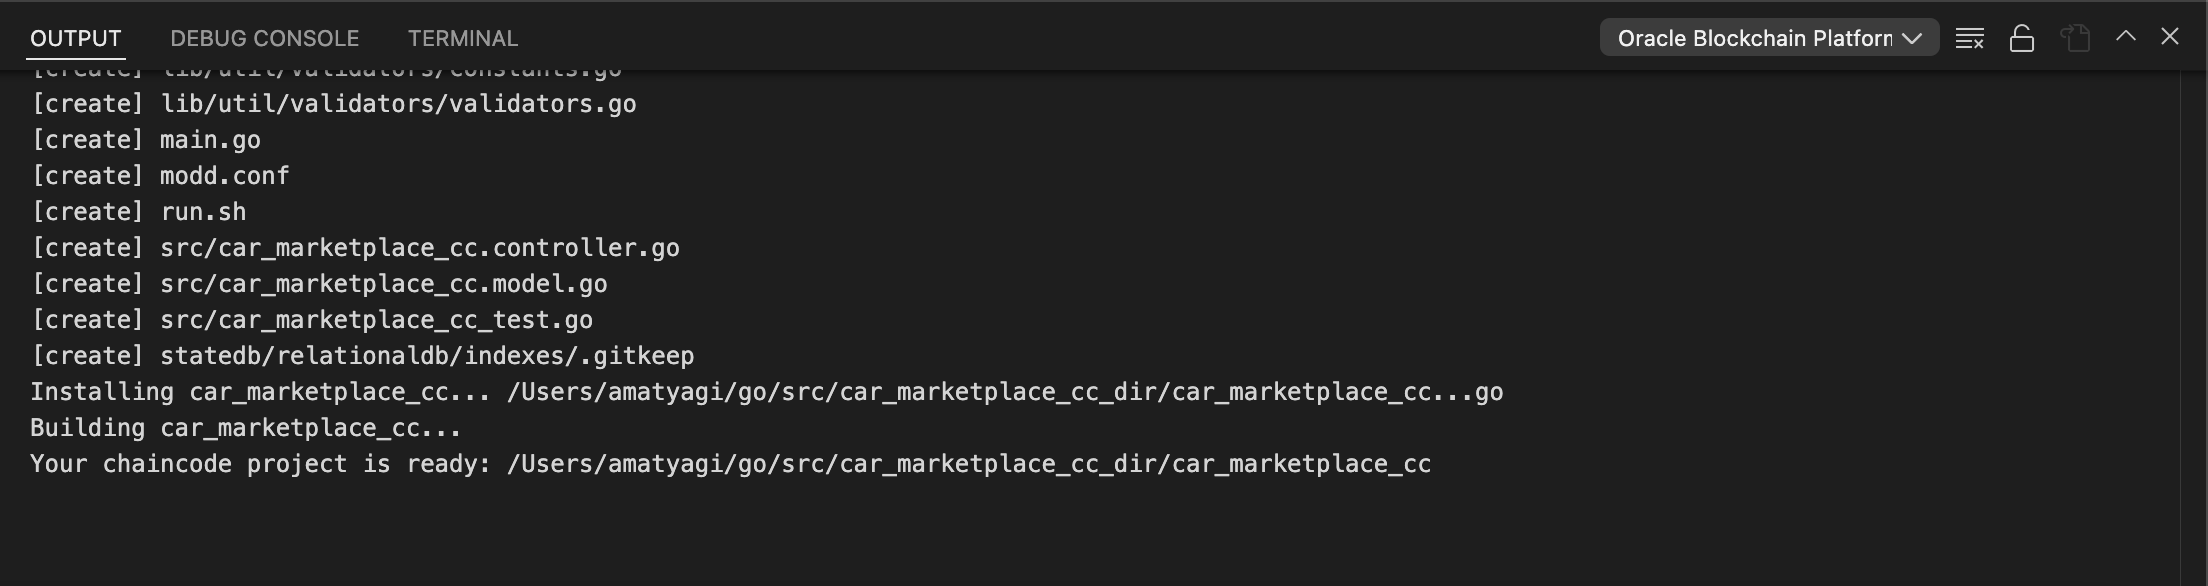 OUTPUT DEBUG CONSOLE TERMINAL Oracle Blockchain Platforn
[create] lib/util/validators/constants.go
[create] lib/util/validators/validators.go
[create] main.go
[create] modd.conf
[create] run.sh
[create] src/car_marketplace_cc.controller.go
[create] src/car_marketplace_cc.model.go
[create] src/car_marketplace_cc_test.go
[create] statedb/relationaldb/indexes/.gitkeep
Installing car_marketplace_cc... /Users/amatyagi/go/src/car_marketplace_cc_dir/car_marketplace_cc...go
Building car_marketplace_cc...
Your chaincode project is ready: /Users/amatyagi/go/src/car_marketplace_cc_dir/car_marketplace_cc